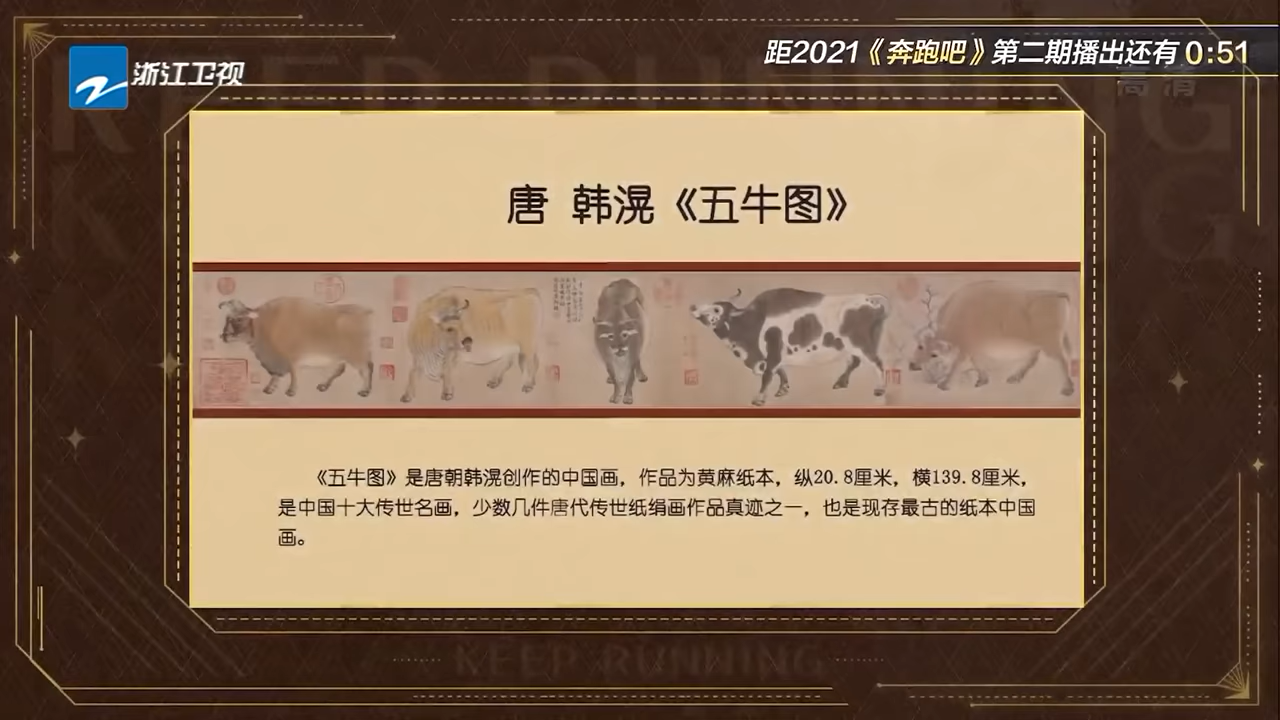 浙江卫视
距2021《奔跑吧》第二期播出还有0:51
高清
唐 韩滉《五牛图》
《五牛图》是唐朝韩滉创作的中国画，作品为黄麻纸本，纵20.8厘米，横139.8厘米，
是中国十大传世名画，少数几件唐代传世纸绢画作品真迹之一，也是现存最古的纸本中国
画。
KEEP RUNNING